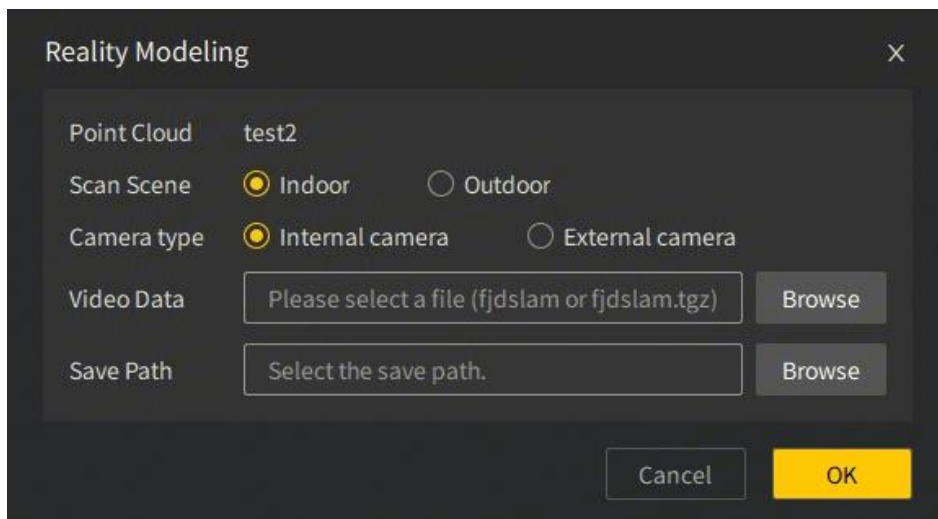 Reality Modeling X
Point Cloud test2
Scan Scene Indoor Outdoor
Camera type Internal camera External camera
Video Data Please select a file (fjdslam or fjdslam.tgz) Browse
Save Path Select the save path. Browse
Cancel OK